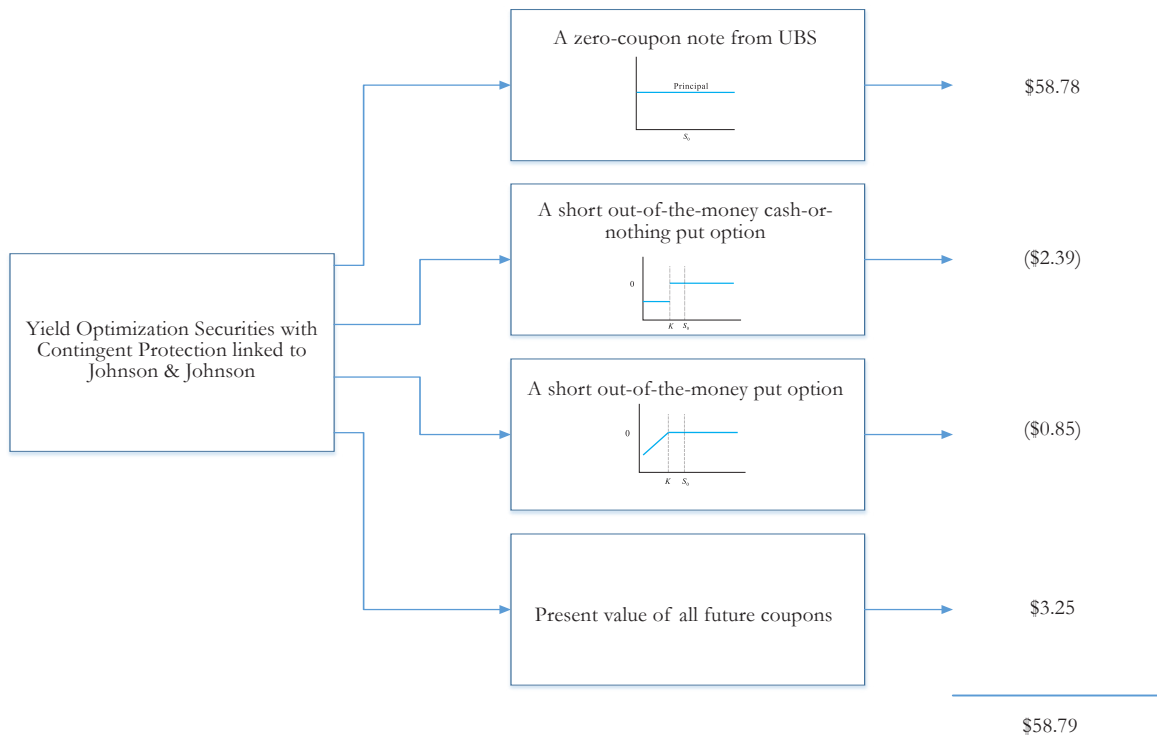 A zero-coupon note from UBS
Principal
S₀
$58.78
A short out-of-the-money cash-or-
nothing put option
0
K S₀
($2.39)
Yield Optimization Securities with
Contingent Protection linked to
Johnson & Johnson
A short out-of-the-money put option
0
K S₀
($0.85)
Present value of all future coupons
$3.25
$58.79